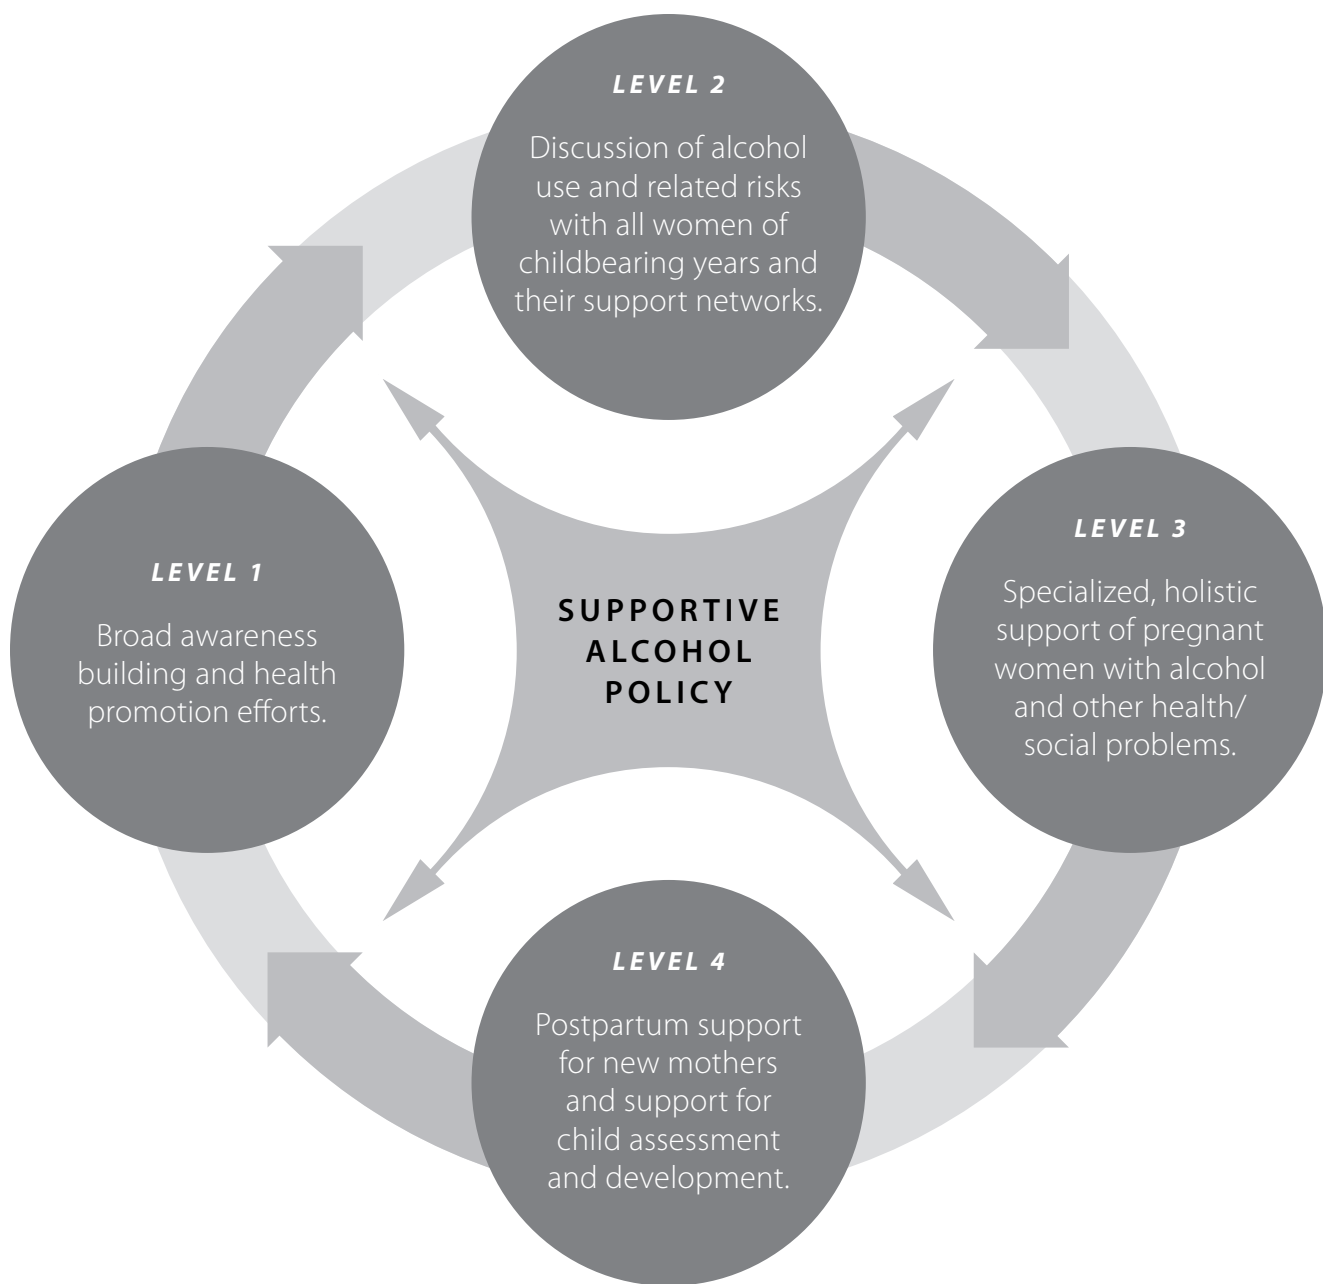 LEVEL 2
Discussion of alcohol
use and related risks
with all women of
childbearing years and
their support networks.
LEVEL 1
Broad awareness
building and health
promotion efforts.
SUPPORTIVE
ALCOHOL
POLICY
LEVEL 3
Specialized, holistic
support of pregnant
women with alcohol
and other health/
social problems.
LEVEL 4
Postpartum support
for new mothers
and support for
child assessment
and development.